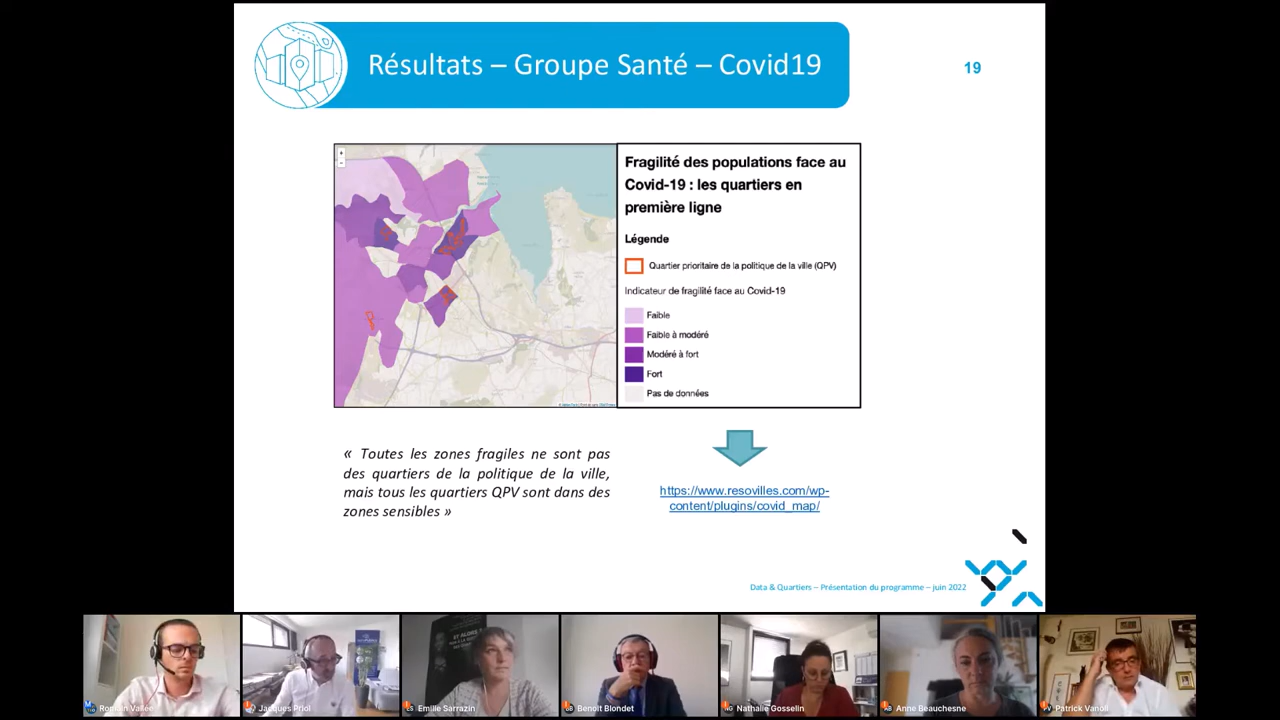 Résultats – Groupe Santé – Covid19
19
Fragilité des populations face au
Covid-19 : les quartiers en
première ligne
Légende
Quartier prioritaire de la politique de la ville (QPV)
Indicateur de fragilité face au Covid-19
Faible
Faible à modéré
Modéré à fort
Fort
Pas de données
« Toutes les zones fragiles ne sont pas
des quartiers de la politique de la ville,
mais tous les quartiers QPV sont dans des
zones sensibles »
https://www.resovilles.com/wp-
content/plugins/covid_map/
Data & Quartiers – Présentation du programme – juin 2022
ET ALORS ?
Romain Vallée
Jacques Priol
Emilie Sarrazin
Benoit Blondet
Nathalie Gosselin
Anne Beauchesne
Patrick Vanoli